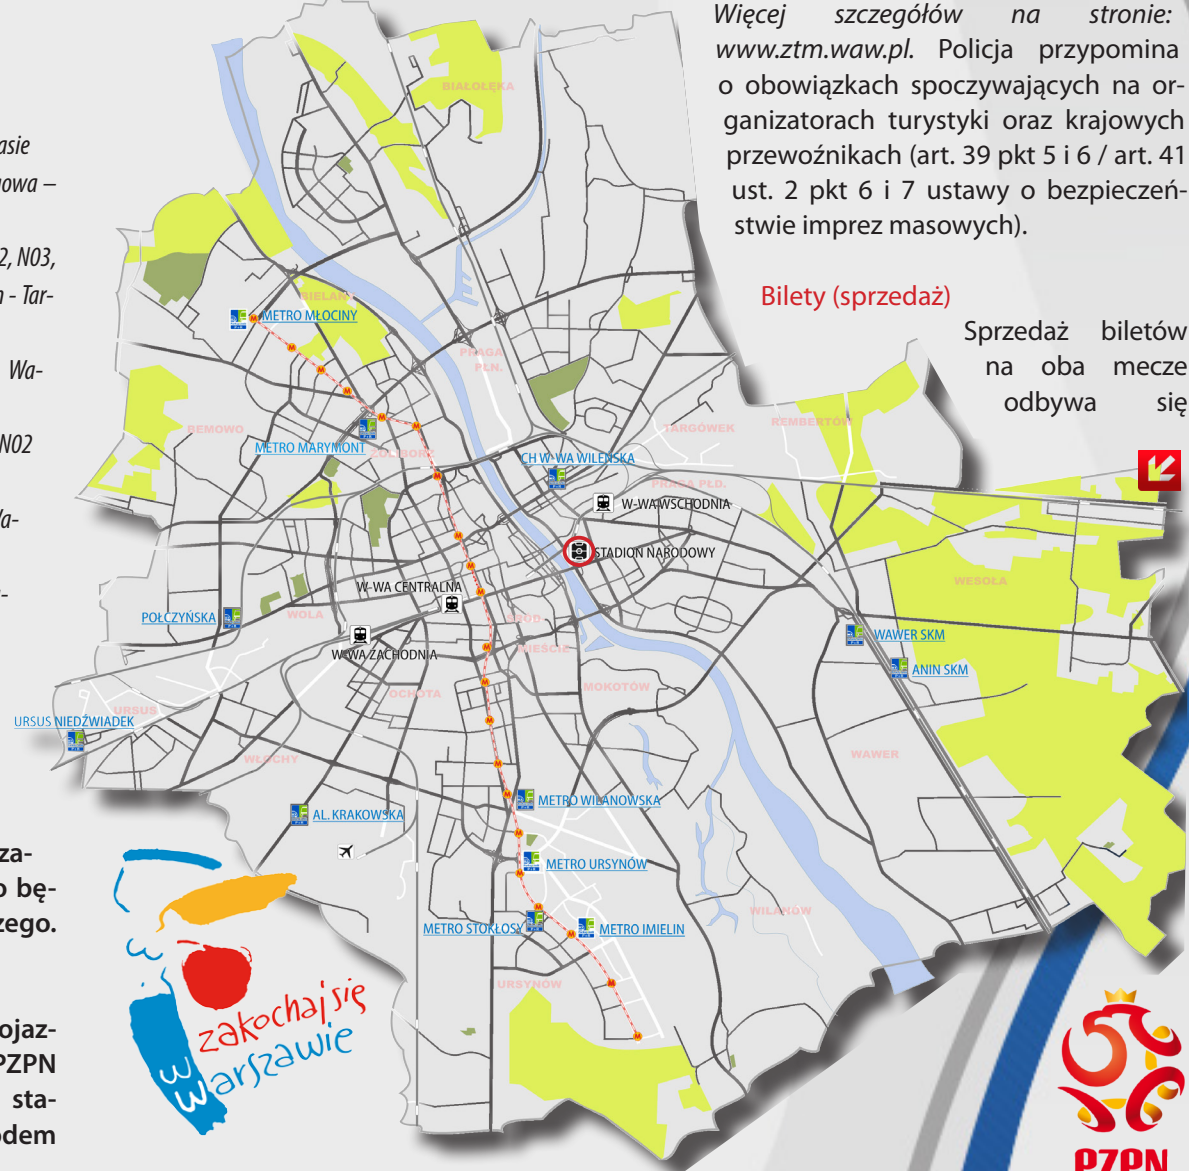 Więcej szczegółów na stronie:
www.ztm.waw.pl. Policja przypomina
o obowiązkach spoczywających na or-
ganizatorach turystyki oraz krajowych
przewoźnikach (art. 39 pkt 5 i 6 / art. 41
ust. 2 pkt 6 i 7 ustawy o bezpieczeń-
stwie imprez masowych).
Bilety (sprzedaż)
Sprzedaż biletów
na oba mecze
odbywa się
asie
owa –
2, N03,
- Tar-
Wa-
N02
a-
-
za-
o bę-
zego.
ojaz-
PZPN
sta-
odem
BIAŁOŁĘKA
BIELANY
METRO MŁOCINY
PRAGA
PŁN.
BEMOWO
METRO MARYMONT
ŻOLIBORZ
TARGÓWEK
REMBERTÓW
CH W-WA WILEŃSKA
PRAGA PŁD.
W-WA WSCHODNIA
STADION NARODOWY
WESOŁA
W-WA CENTRALNA
POŁCZYŃSKA
WOLA
ŚRÓD
MIEŚCIE
W-WA ZACHODNIA
WAWER SKM
ANIN SKM
OCHOTA
MOKOTÓW
URSUS
URSUS NIEDŹWIADEK
WŁOCHY
WAWER
METRO WILANOWSKA
AL. KRAKOWSKA
METRO URSYNÓW
WILANÓW
METRO STOKŁOSY
METRO IMIELIN
URSYNÓW
zakochaj się
w warszawie
PZPN